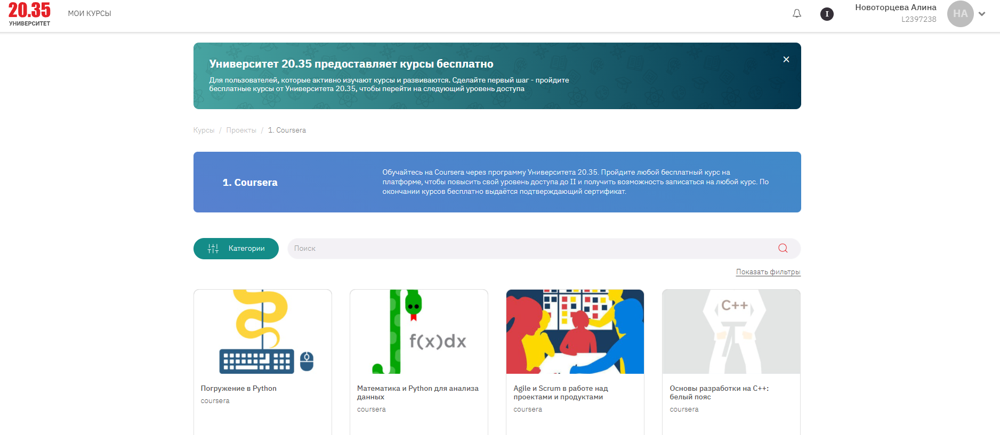 20.35
УНИВЕРСИТЕТ
МОИ КУРСЫ
I
Новоторцева Алина
L2397238
НА
Университет 20.35 предоставляет курсы бесплатно
Для пользователей, которые активно изучают курсы и развиваются. Сделайте первый шаг - пройдите
бесплатные курсы от Университета 20.35, чтобы перейти на следующий уровень доступа
Курсы / Проекты / 1. Coursera
1. Coursera
Обучайтесь на Coursera через программу Университета 20.35. Пройдите любой бесплатный курс на
платформе, чтобы повысить свой уровень доступа до II и получить возможность записаться на любой курс. По
окончании курсов бесплатно выдаётся подтверждающий сертификат.
Категории
Поиск
Показать фильтры
f(x)dx
C++
Погружение в Python
coursera
Математика и Python для анализа
данных
coursera
Agile и Scrum в работе над
проектами и продуктами
coursera
Основы разработки на C++:
белый пояс
coursera